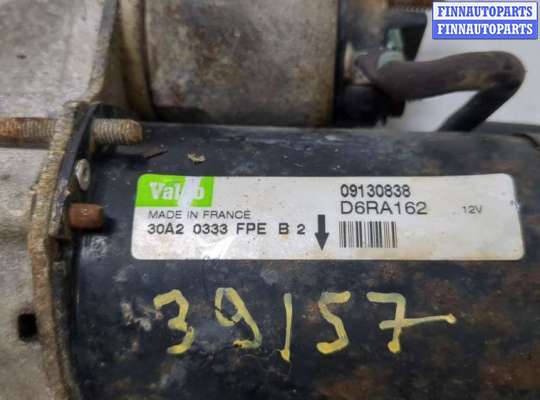 FINNAUTOPARTS
FINNAUTOPARTS
Valeo
09130838
MADE IN FRANCE
D6RA162 12V
30A2 0333 FPE B 2
39157